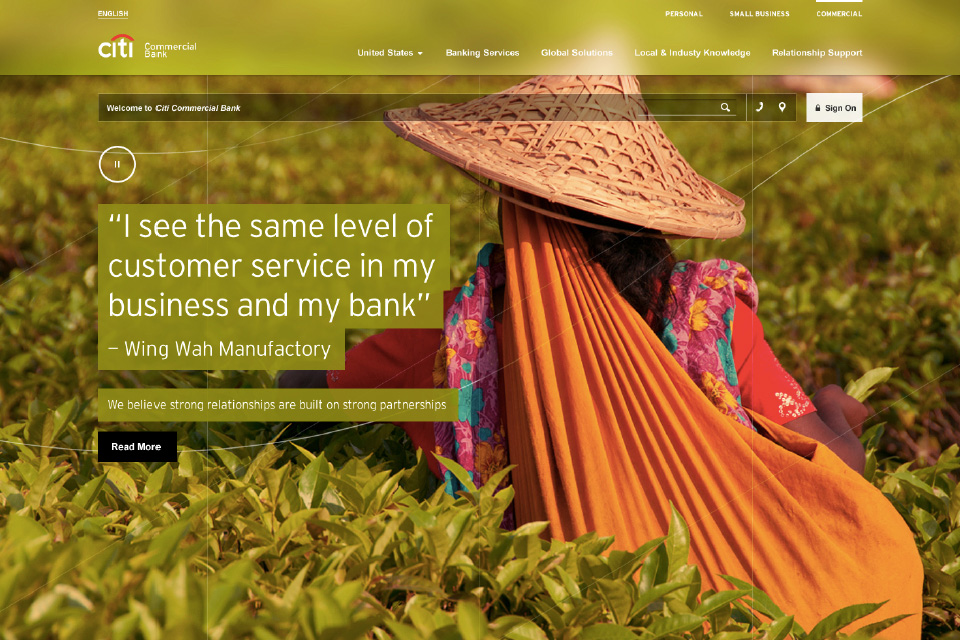 ENGLISH
PERSONAL SMALL BUSINESS COMMERCIAL
citi Commercial
Bank
United States Banking Services Global Solutions Local & Industy Knowledge Relationship Support
Welcome to Citi Commercial Bank
Sign On
“I see the same level of
customer service in my
business and my bank”
– Wing Wah Manufactory
We believe strong relationships are built on strong partnerships
Read More